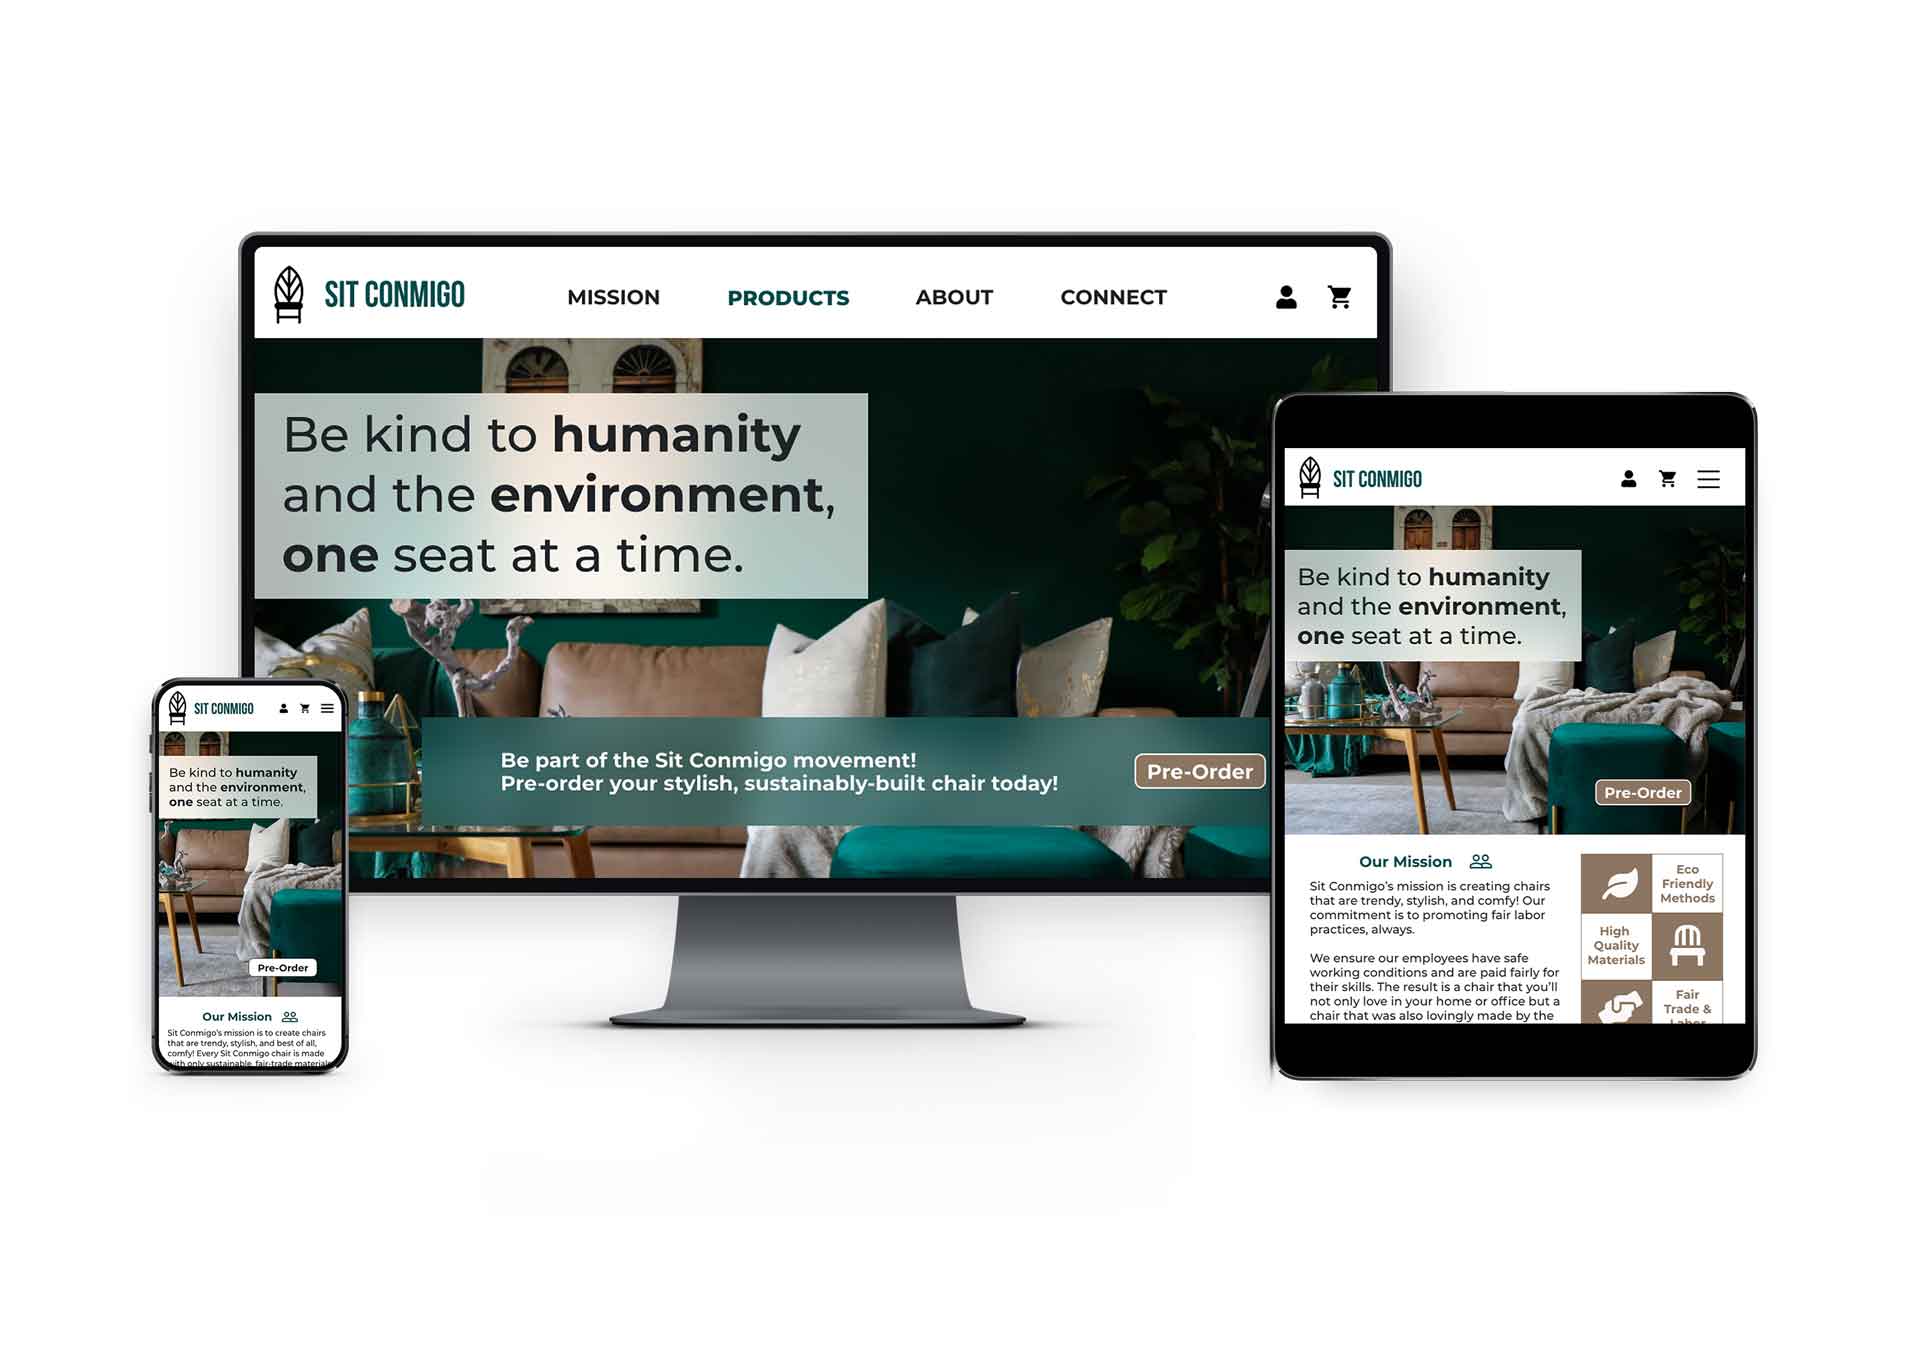 SIT CONMIGO
MISSION
PRODUCTS
ABOUT
CONNECT
Be kind to humanity
and the environment,
one seat at a time.
Be part of the Sit Conmigo movement!
Pre-order your stylish, sustainably-built chair today!
Pre-Order
SIT CONMIGO
Be kind to humanity
and the environment,
one seat at a time.
Pre-Order
Our Mission
Sit Conmigo's mission is to create chairs
that are trendy, stylish, and best of all,
comfy! Every Sit Conmigo chair is made
with only sustainable, fair-trade materials
SIT CONMIGO
Be kind to humanity
and the environment,
one seat at a time.
Pre-Order
Our Mission
Sit Conmigo's mission is creating chairs
that are trendy, stylish, and comfy! Our
commitment is to promoting fair labor
practices, always.
We ensure our employees have safe
working conditions and are paid fairly for
their skills. The result is a chair that you'll
not only love in your home or office but a
chair that was also lovingly made by the
Eco
Friendly
Methods
High
Quality
Materials
Fair
Trade &
Labor